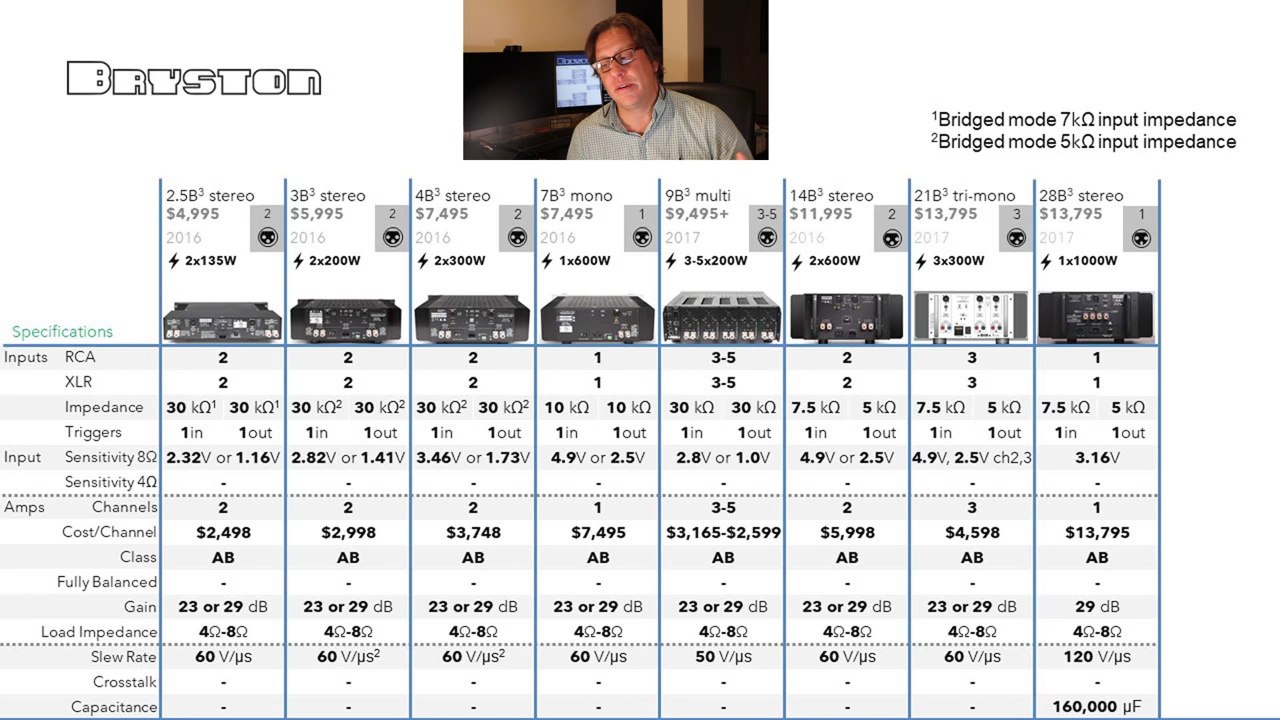 BRYSTON
¹Bridged mode 7kΩ input impedance
²Bridged mode 5kΩ input impedance
2.5B³ stereo 3B³ stereo 4B³ stereo 7B³ mono 9B³ multi 14B³ stereo 21B³ tri-mono 28B³ stereo
$4,995 2 $5,995 2 $7,495 2 $7,495 1 $9,495+ 3-5 $11,995 2 $13,795 3 $13,795 1
2016 2016 2016 2016 2017 2016 2017 2017
2x135W 2x200W 2x300W 1x600W 3-5x200W 2x600W 3x300W 1x1000W
Specifications
Inputs RCA 2 2 2 1 3-5 2 3 1
XLR 2 2 2 1 3-5 2 3 1
Impedance 30 kΩ¹ 30 kΩ¹ 30 kΩ² 30 kΩ² 30 kΩ² 30 kΩ² 10 kΩ 10 kΩ 30 kΩ 30 kΩ 7.5 kΩ 5 kΩ 7.5 kΩ 5 kΩ 7.5 kΩ 5 kΩ
Triggers 1in 1out 1in 1out 1in 1out 1in 1out 1in 1out 1in 1out 1in 1out 1in 1out
Input Sensitivity 8Ω 2.32V or 1.16V 2.82V or 1.41V 3.46V or 1.73V 4.9V or 2.5V 2.8V or 1.0V 4.9V or 2.5V 4.9V, 2.5V ch2,3 3.16V
Sensitivity 4Ω - - - - - - - -
Amps Channels 2 2 2 1 3-5 2 3 1
Cost/Channel $2,498 $2,998 $3,748 $7,495 $3,165-$2,599 $5,998 $4,598 $13,795
Class AB AB AB AB AB AB AB AB
Fully Balanced - - - - - - - -
Gain 23 or 29 dB 23 or 29 dB 23 or 29 dB 23 or 29 dB 23 or 29 dB 23 or 29 dB 23 or 29 dB 29 dB
Load Impedance 4Ω-8Ω 4Ω-8Ω 4Ω-8Ω 4Ω-8Ω 4Ω-8Ω 4Ω-8Ω 4Ω-8Ω 4Ω-8Ω
Slew Rate 60 V/μs 60 V/μs² 60 V/μs² 60 V/μs 50 V/μs 60 V/μs 60 V/μs 120 V/μs
Crosstalk - - - - - - - -
Capacitance - - - - - - - 160,000 μF